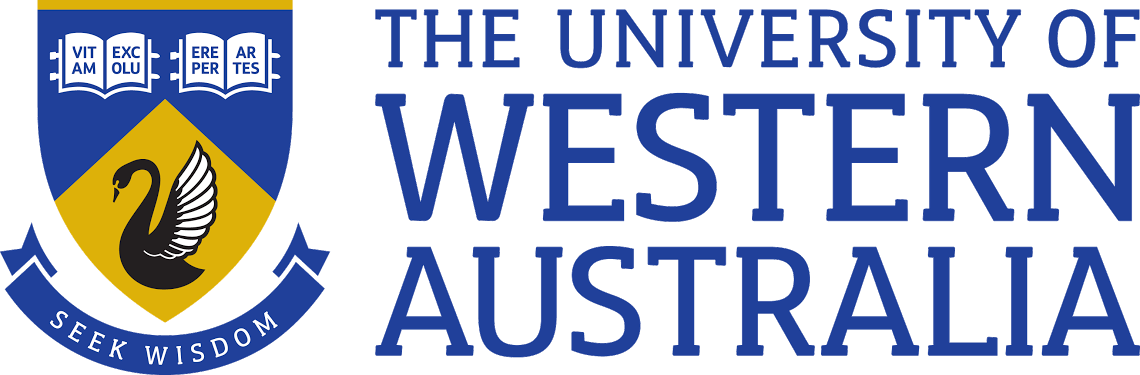 VIT EXC
AM OLU
ERE AR
PER TES
SEEK WISDOM
THE UNIVERSITY OF
WESTERN
AUSTRALIA